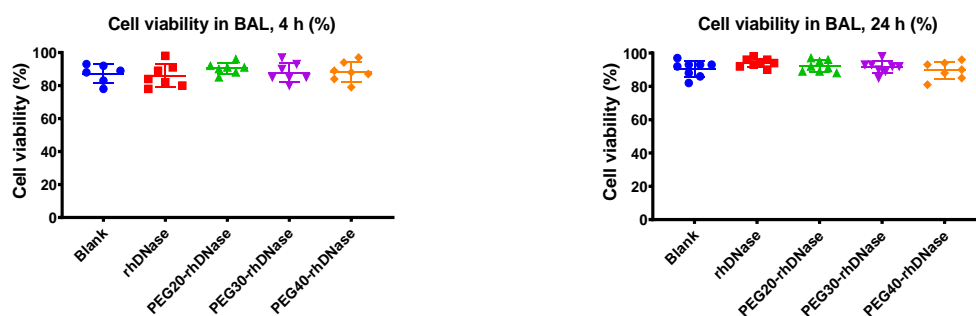 Cell viability in BAL, 4 h (%)
Cell viability (%)
100
80
60
40
20
0
Blank
rhDNase
PEG20-rhDNase
PEG30-rhDNase
PEG40-rhDNase
Cell viability in BAL, 24 h (%)
Cell viability (%)
100
80
60
40
20
0
Blank
rhDNase
PEG20-rhDNase
PEG30-rhDNase
PEG40-rhDNase